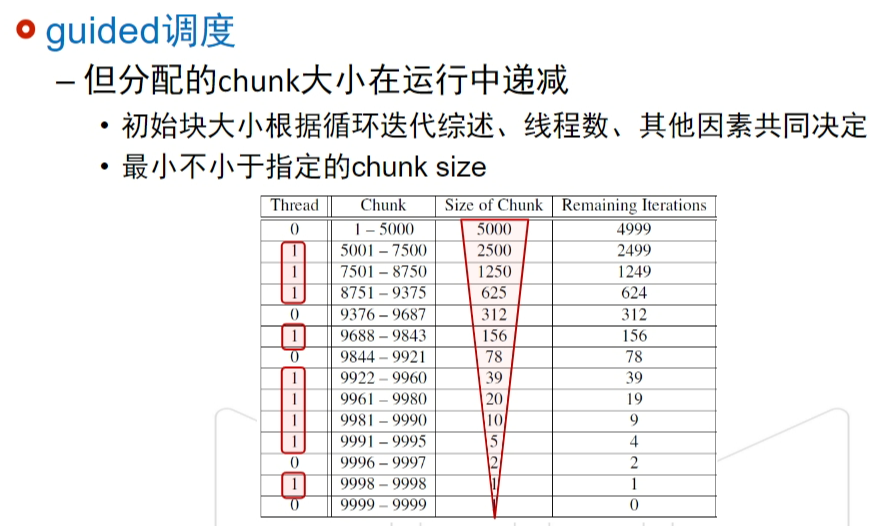 guided调度
– 但分配的chunk大小在运行中递减
• 初始块大小根据循环迭代综述、线程数、其他因素共同决定
• 最小不小于指定的chunk size
Thread Chunk Size of Chunk Remaining Iterations
0 1 – 5000 5000 4999
1 5001 – 7500 2500 2499
1 7501 – 8750 1250 1249
1 8751 – 9375 625 624
0 9376 – 9687 312 312
1 9688 – 9843 156 156
0 9844 – 9921 78 78
1 9922 – 9960 39 39
1 9961 – 9980 20 19
1 9981 – 9990 10 9
1 9991 – 9995 5 4
0 9996 – 9997 2 2
1 9998 – 9998 1 1
0 9999 – 9999 0